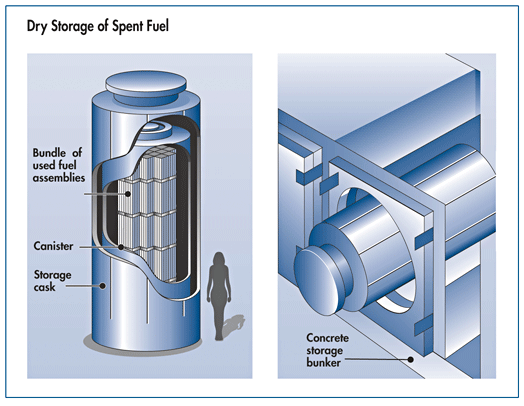 Dry Storage of Spent Fuel
Bundle of
used fuel
assemblies
Canister
Storage
cask
Concrete
storage
bunker